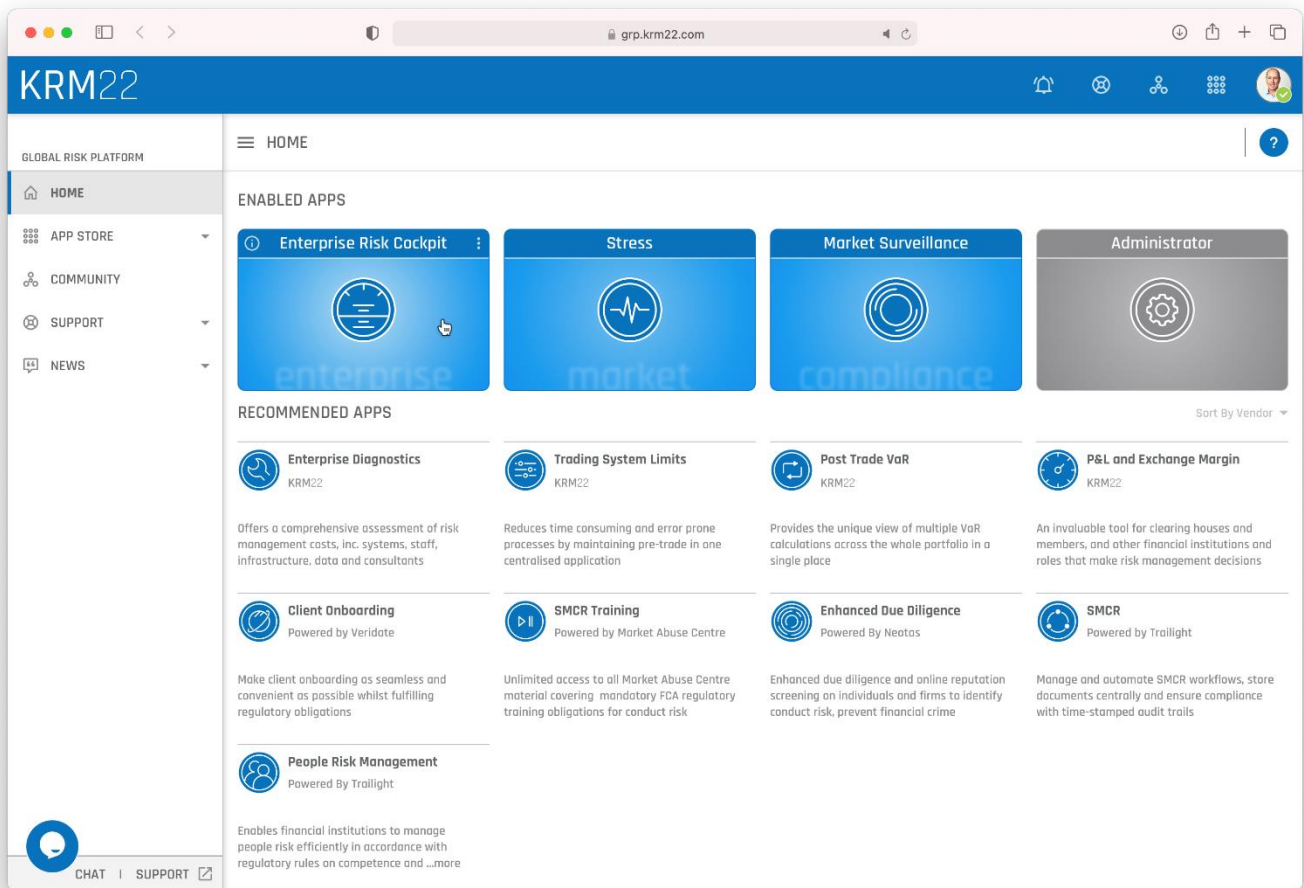 grp.krm22.com
KRM22
GLOBAL RISK PLATFORM
HOME
APP STORE
COMMUNITY
SUPPORT
NEWS
CHAT | SUPPORT
HOME
?
ENABLED APPS
Enterprise Risk Cockpit
enterprise
Stress
market
Market Surveillance
compliance
Administrator
RECOMMENDED APPS
Sort By Vendor
Enterprise Diagnostics
KRM22
Offers a comprehensive assessment of risk
management costs, inc. systems, staff,
infrastructure, data and consultants
Trading System Limits
KRM22
Reduces time consuming and error prone
processes by maintaining pre-trade in one
centralised application
Post Trade VaR
KRM22
Provides the unique view of multiple VaR
calculations across the whole portfolio in a
single place
P&L and Exchange Margin
KRM22
An invaluable tool for clearing houses and
members, and other financial institutions and
roles that make risk management decisions
Client Onboarding
Powered by Veridate
Make client onboarding as seamless and
convenient as possible whilst fulfilling
regulatory obligations
SMCR Training
Powered by Market Abuse Centre
Unlimited access to all Market Abuse Centre
material covering mandatory FCA regulatory
training obligations for conduct risk
Enhanced Due Diligence
Powered By Neotas
Enhanced due diligence and online reputation
screening on individuals and firms to identify
conduct risk, prevent financial crime
SMCR
Powered by Trailight
Manage and automate SMCR workflows, store
documents centrally and ensure compliance
with time-stamped audit trails
People Risk Management
Powered By Trailight
Enables financial institutions to manage
people risk efficiently in accordance with
regulatory rules on competence and ...more